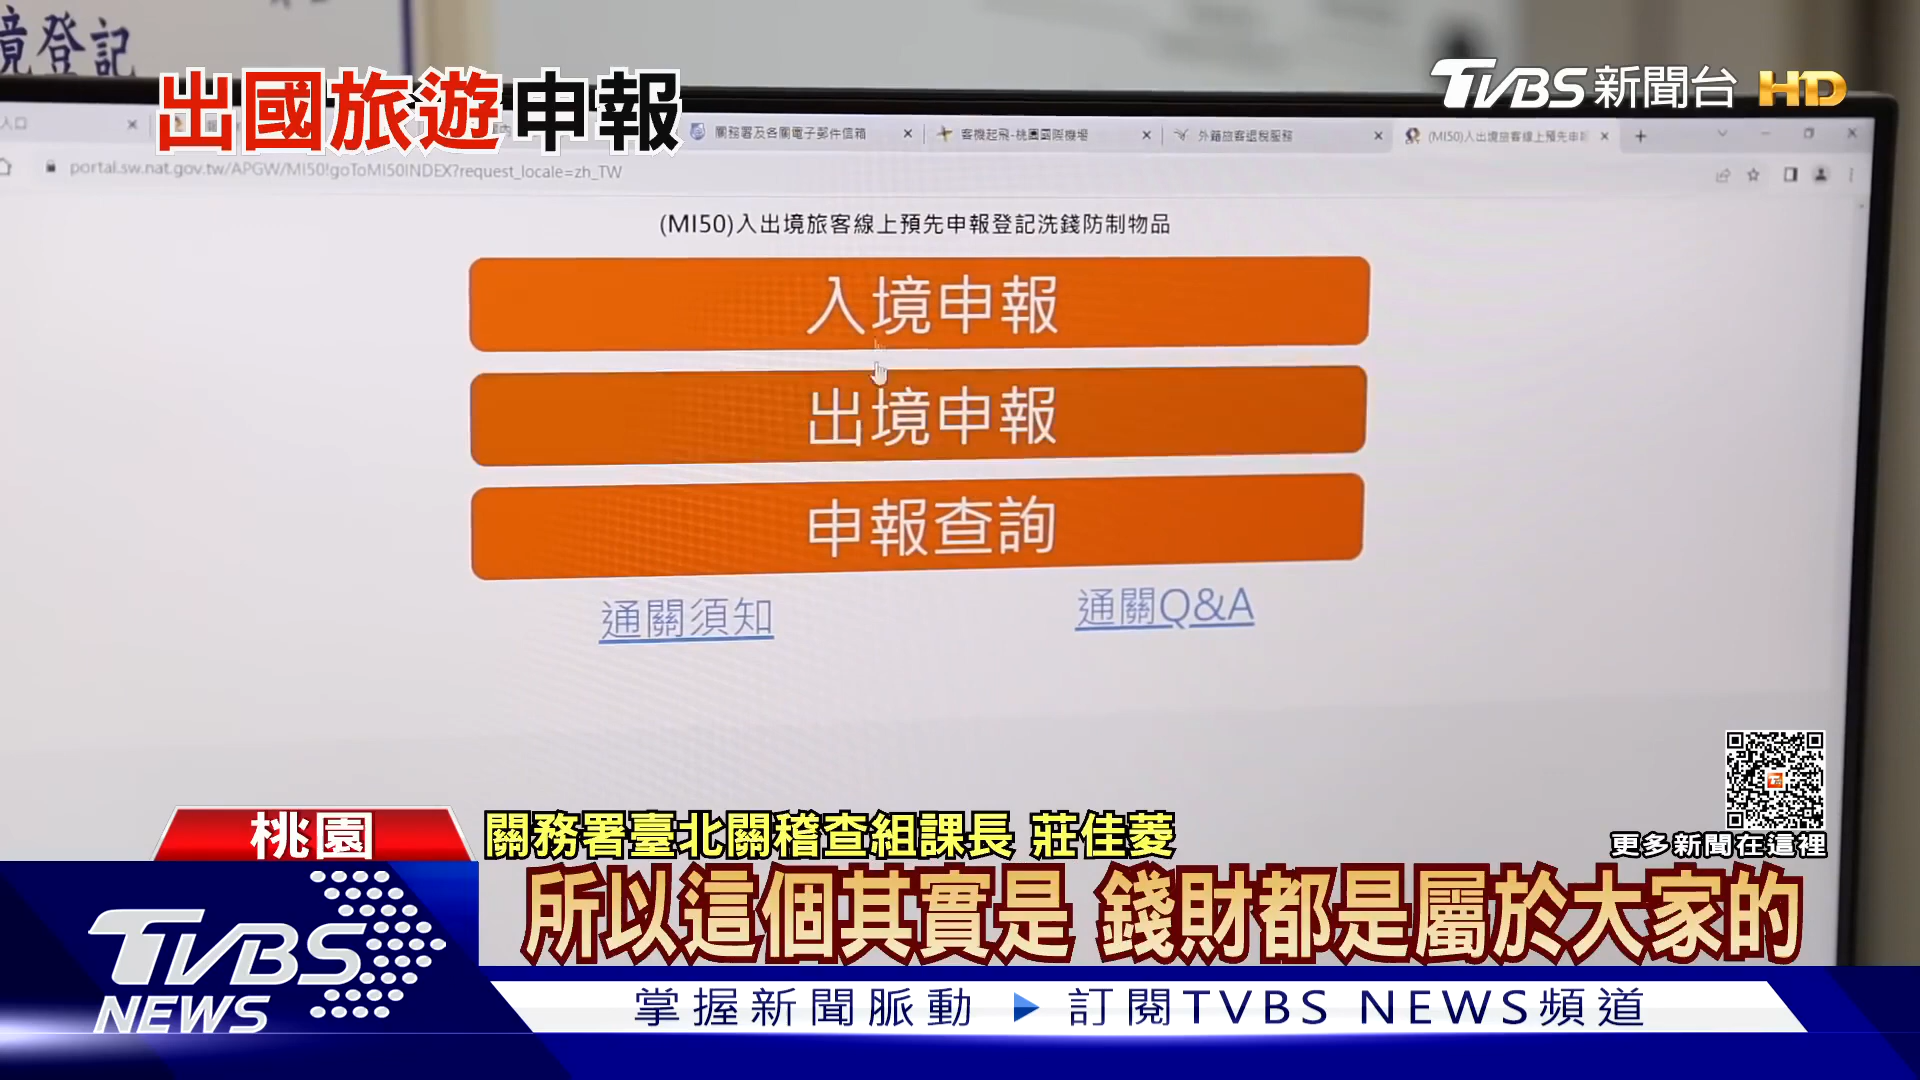 境登記
出國旅遊申報
TVBS新聞台 HD
關務署及各關電子郵件信箱
客機起飛-桃園國際機場
外籍旅客退稅服務
(MI50)入出境旅客線上預先申報
portal.sw.nat.gov.tw/APGW/MI50!goToMI50INDEX?request_locale=zh_TW
(MI50)入出境旅客線上預先申報登記洗錢防制物品
入境申報
出境申報
申報查詢
通關須知
通關Q&A
更多新聞在這裡
桃園
關務署臺北關稽查組課長 莊佳菱
所以這個其實是 錢財都是屬於大家的
TVBS NEWS
掌握新聞脈動 ▶ 訂閱TVBS NEWS頻道